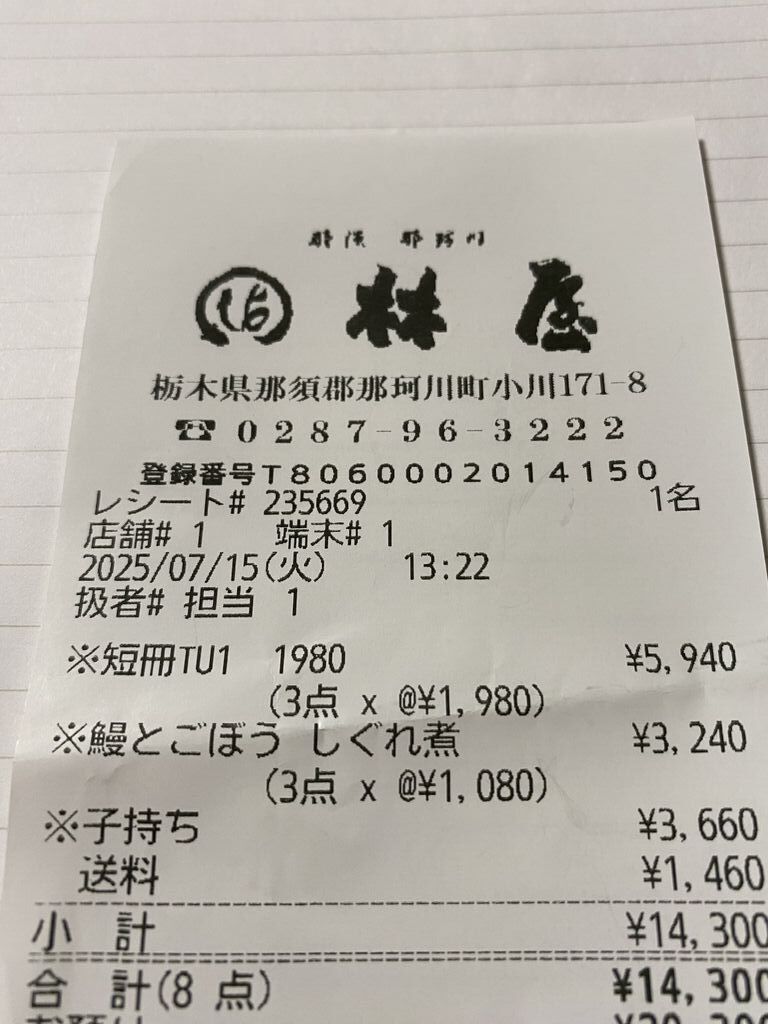 那須 那珂川
林屋
栃木県那須郡那珂川町小川171-8
☎0287-96-3222
登録番号T8060002014150
レシート# 235669 1名
店舗# 1 端末# 1
2025/07/15(火) 13:22
扱者# 担当 1
※短冊TU1 1980 ¥5,940
(3点 x @¥1,980)
※鰻とごぼう しぐれ煮 ¥3,240
(3点 x @¥1,080)
※子持ち ¥3,660
送料 ¥1,460
小 計 ¥14,300
合 計(8 点) ¥14,300